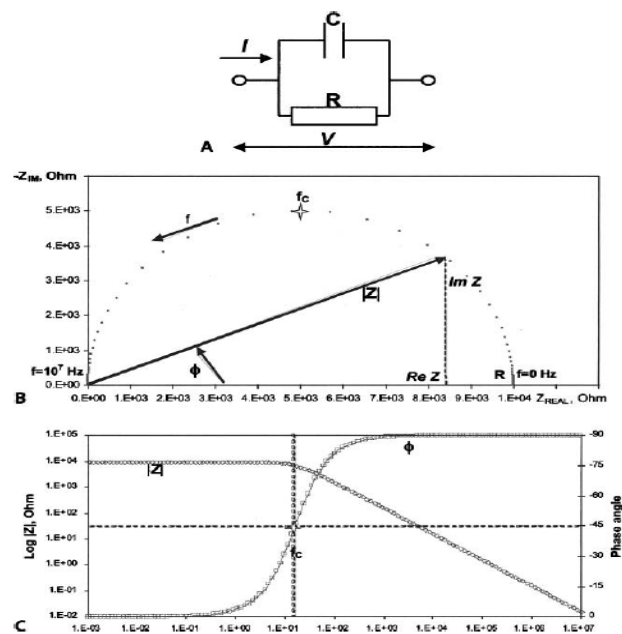 C
I
R
A
V
-Z_IM, Ohm
6.E+03
5.E+03
4.E+03
3.E+03
2.E+03
1.E+03
0.E+00
f
f_C
|Z|
Im Z
Φ
Re Z
R
f=0 Hz
f=10^7 Hz
0.E+00 1.E+03 3.E+03 4.E+03 5.E+03 6.E+03 7.E+03 8.E+03 9.E+03 1.E+04
Z_REAL, Ohm
B
Log |Z|, Ohm
1.E+05
1.E+04
1.E+03
1.E+02
1.E+01
1.E+00
1.E-01
1.E-02
|Z|
Φ
f_C
-90
-75
-60
-45
-30
-15
0
Phase angle
1.E-03 1.E-02 1.E-01 1.E+00 1.E+01 1.E+02 1.E+03 1.E+04 1.E+05 1.E+06 1.E+07
C